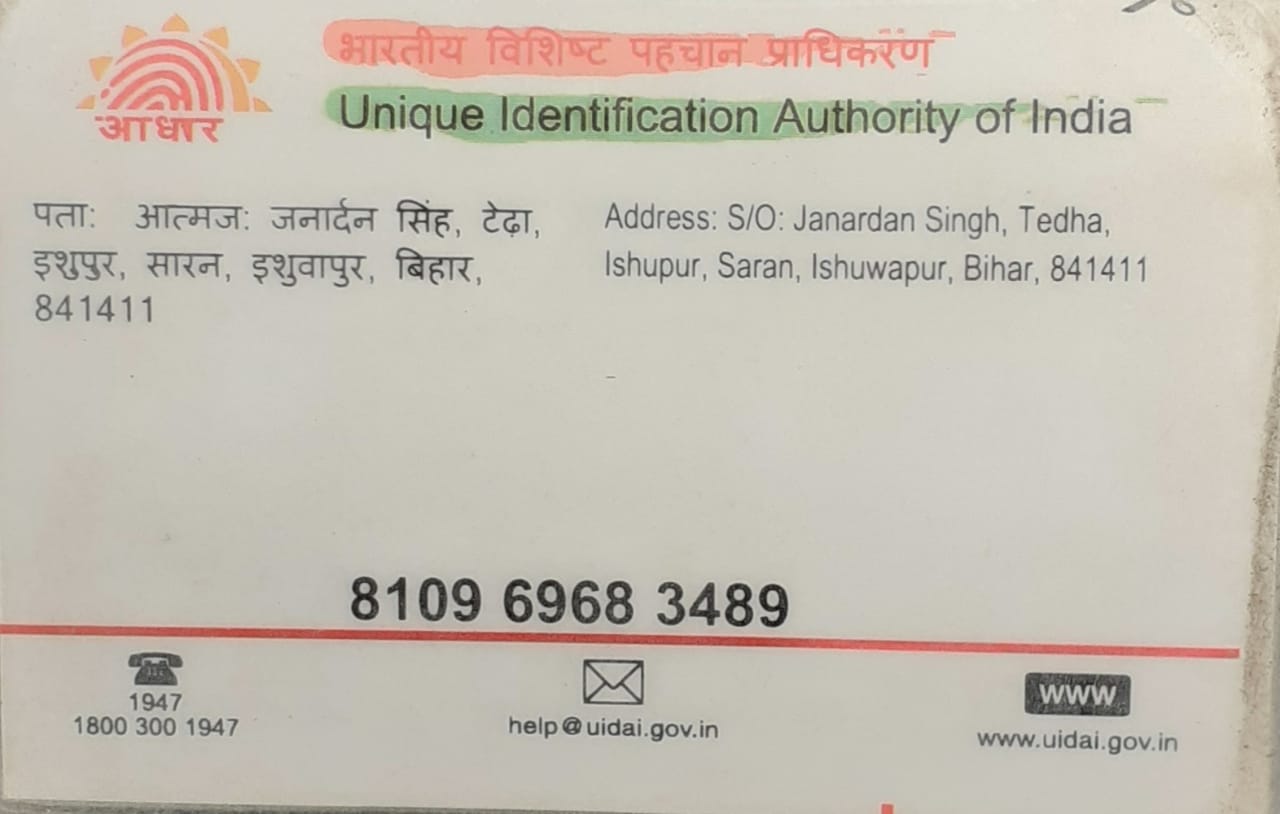 भारतीय विशिष्ट पहचान प्राधिकरण
Unique Identification Authority of India
आधार
पता: आत्मज: जनार्दन सिंह, टेढ़ा,
इशुपुर, सारन, इशुवापुर, बिहार,
841411
Address: S/O: Janardan Singh, Tedha,
Ishupur, Saran, Ishuwapur, Bihar, 841411
8109 6968 3489
1947
1800 300 1947
help@uidai.gov.in
www
www.uidai.gov.in